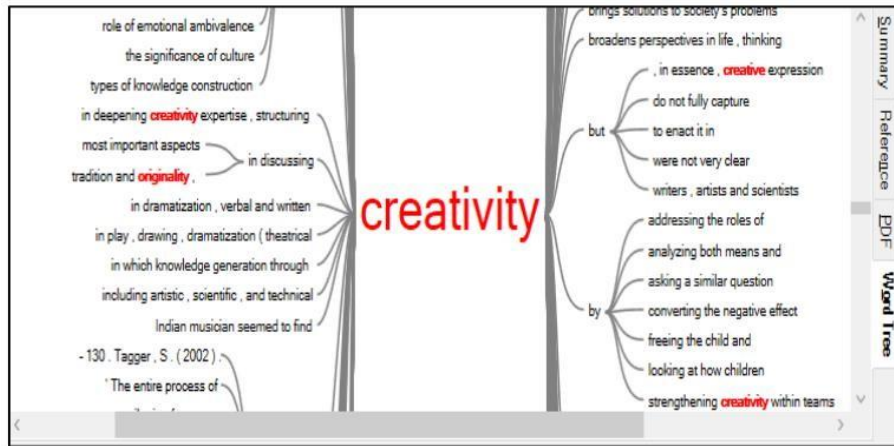 role of emotional ambivalence
the significance of culture
types of knowledge construction
in deepening creativity expertise , structuring
most important aspects
tradition and originality ,
in discussing
in dramatization , verbal and written
in play , drawing , dramatization ( theatrical
in which knowledge generation through
including artistic , scientific , and technical
Indian musician seemed to find
- 130 . Tagger , S . ( 2002 ) .
' The entire process of
creativity
brings solutions to society's problems
broadens perspectives in life , thinking
but
, in essence , creative expression
do not fully capture
to enact it in
were not very clear
writers , artists and scientists
by
addressing the roles of
analyzing both means and
asking a similar question
converting the negative effect
freeing the child and
looking at how children
strengthening creativity within teams
Summary
Reference
PDF
Word Tree